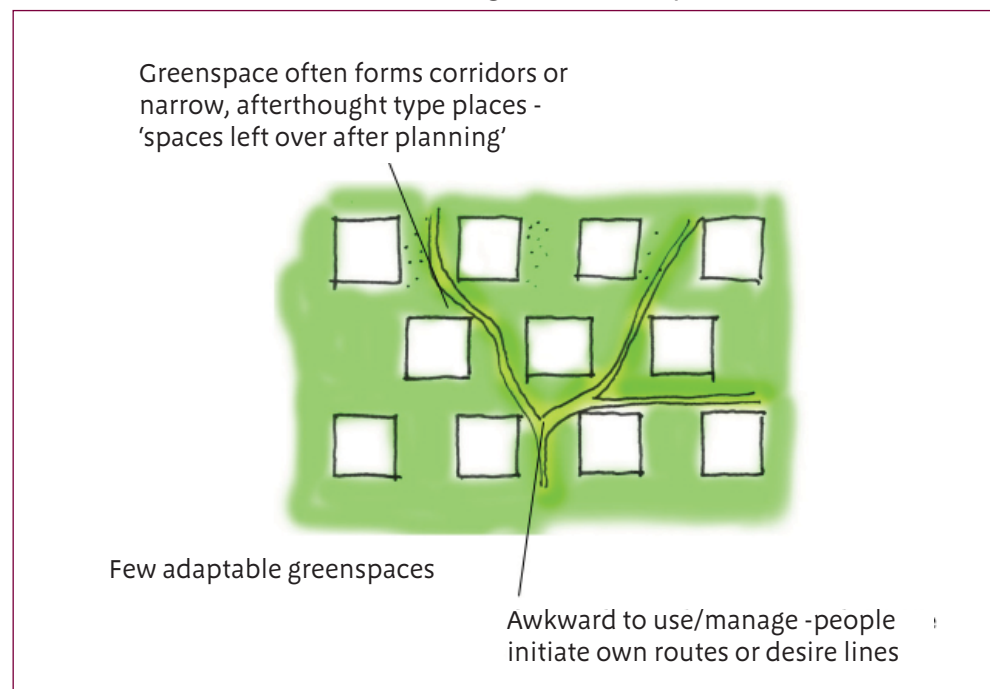 Greenspace often forms corridors or
narrow, afterthought type places -
‘spaces left over after planning’
Few adaptable greenspaces
Awkward to use/manage -people
initiate own routes or desire lines